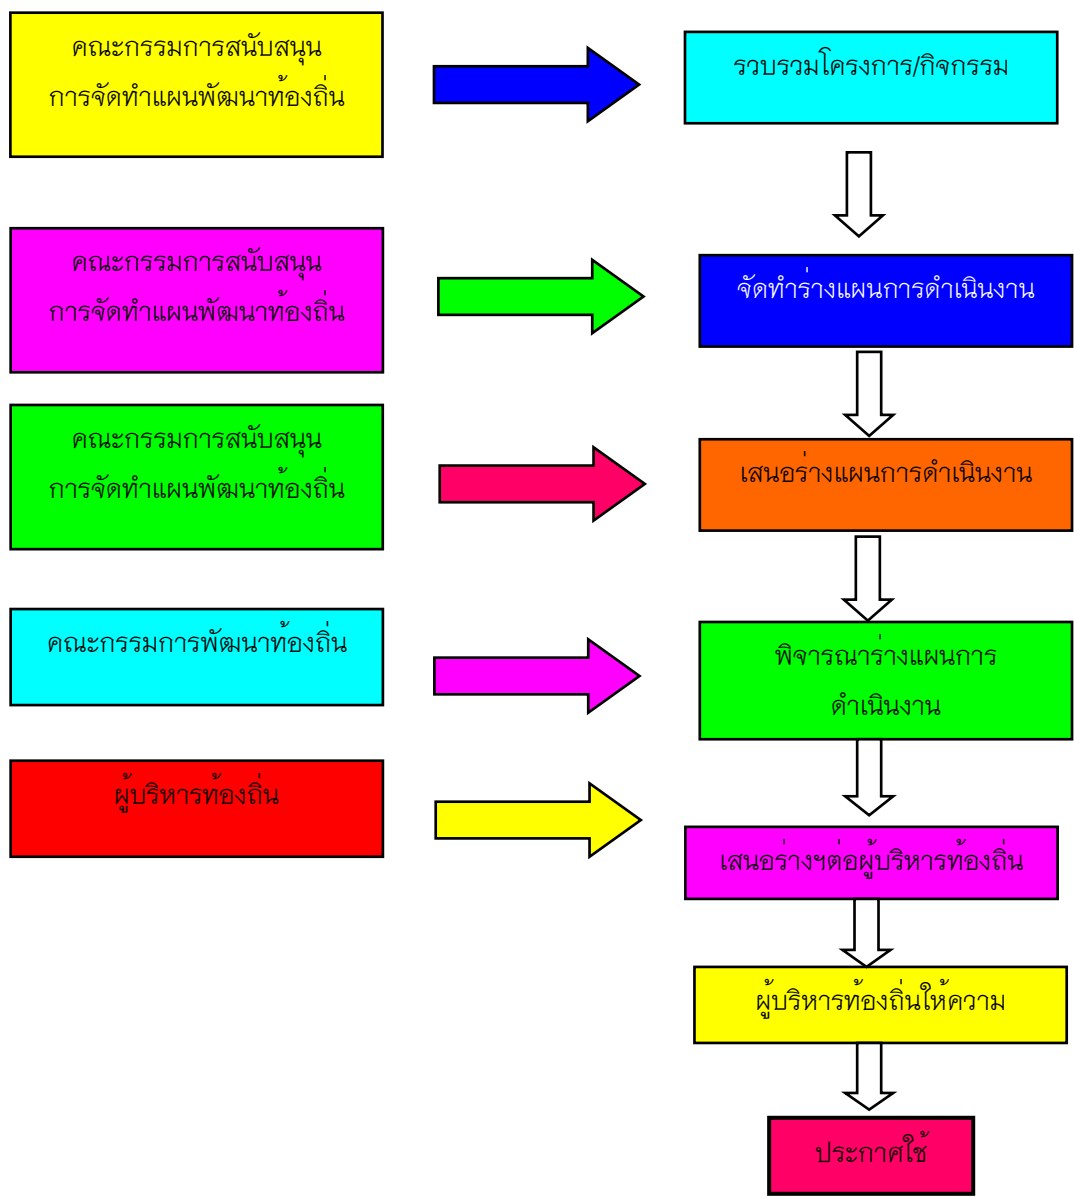 คณะกรรมการสนับสนุน
การจัดทำแผนพัฒนาท้องถิ่น
รวบรวมโครงการ/กิจกรรม
คณะกรรมการสนับสนุน
การจัดทำแผนพัฒนาท้องถิ่น
จัดทำร่างแผนการดำเนินงาน
คณะกรรมการสนับสนุน
การจัดทำแผนพัฒนาท้องถิ่น
เสนอร่างแผนการดำเนินงาน
คณะกรรมการพัฒนาท้องถิ่น
พิจารณาร่างแผนการ
ดำเนินงาน
ผู้บริหารท้องถิ่น
เสนอร่างฯต่อผู้บริหารท้องถิ่น
ผู้บริหารท้องถิ่นให้ความ
ประกาศใช้